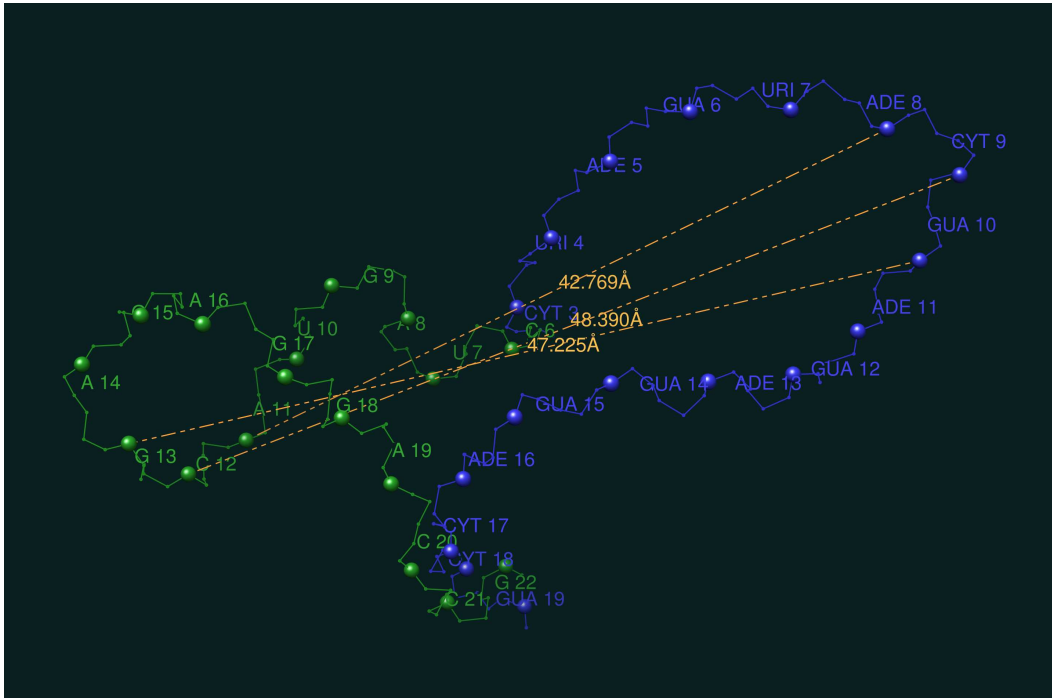 URI 7
GUA 6
ADE 8
CYT 9
ADE 5
GUA 10
URI 4
G 9
42.769Å
A 16
ADE 11
G 15
CYT 3
48.390Å
A 8
U 10
C 6
G 17
47.225Å
U 7
GUA 12
A 14
GUA 14
ADE 13
GUA 15
A 11
G 18
A 19
G 13
C 12
ADE 16
CYT 17
C 20
CYT 18
G 22
C 21
GUA 19